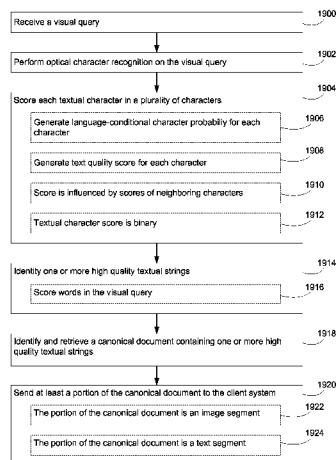 1900
Receive a visual query
1902
Perform optical character recognition on the visual query
1904
Score each textual character in a plurality of characters
1906
Generate language-conditional character probability for each
character
1908
Generate text quality score for each character
1910
Score is influenced by scores of neighboring characters
1912
Textual character score is binary
1914
Identify one or more high quality textual strings
1916
Score words in the visual query
1918
Identify and retrieve a canonical document containing one or more high
quality textual strings
1920
Send at least a portion of the canonical document to the client system
1922
The portion of the canonical document is an image segment
1924
The portion of the canonical document is a text segment